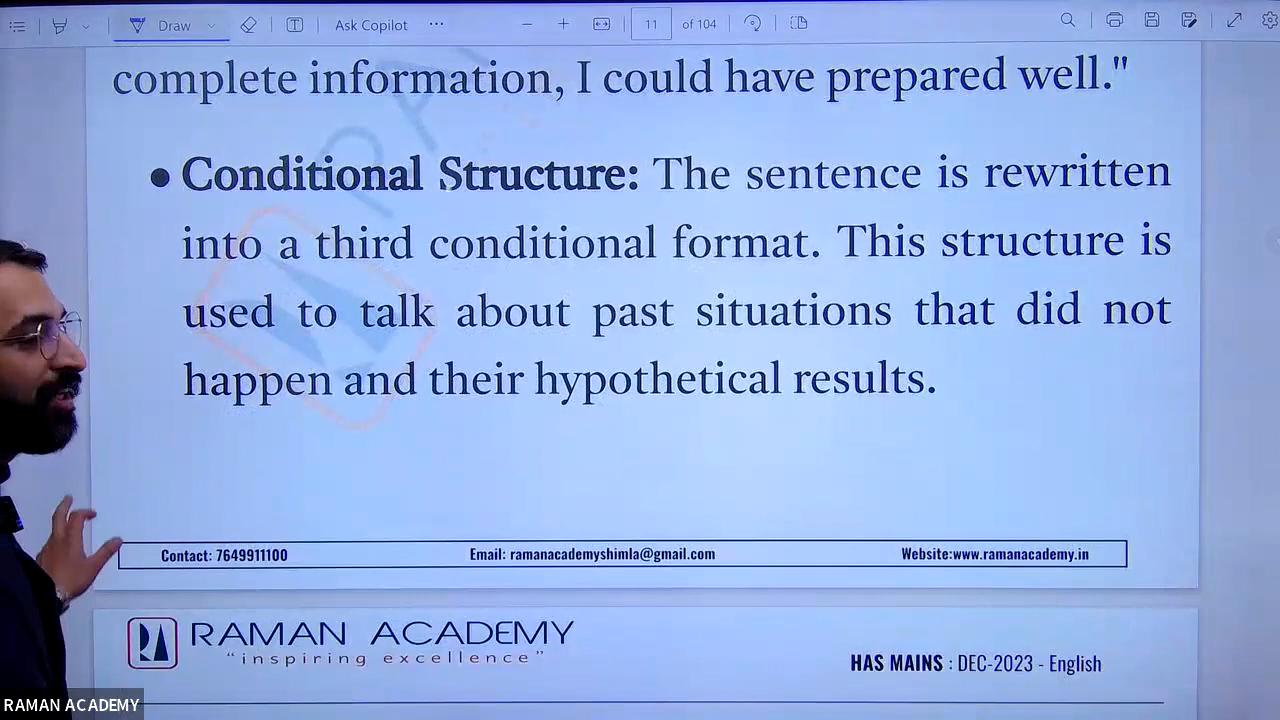 Draw
Ask Copilot
11 of 104
complete information, I could have prepared well."
• Conditional Structure: The sentence is rewritten
into a third conditional format. This structure is
used to talk about past situations that did not
happen and their hypothetical results.
Contact: 7649911100 Email: ramanacademyshimla@gmail.com Website:www.ramanacademy.in
RA RAMAN ACADEMY
"inspiring excellence"
HAS MAINS : DEC-2023 - English
RAMAN ACADEMY